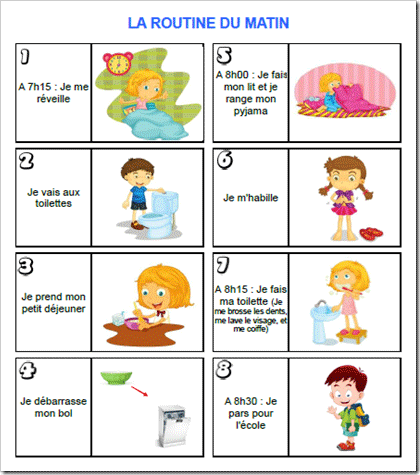 LA ROUTINE DU MATIN
1
A 7h15 : Je me
réveille
2
Je vais aux
toilettes
3
Je prend mon
petit déjeuner
4
Je débarrasse
mon bol
5
A 8h00 : Je fais
mon lit et je
range mon
pyjama
6
Je m'habille
7
A 8h15 : Je fais
ma toilette (Je
me brosse les dents,
me lave le visage, et
me coiffe)
8
A 8h30 : Je
pars pour
l'école